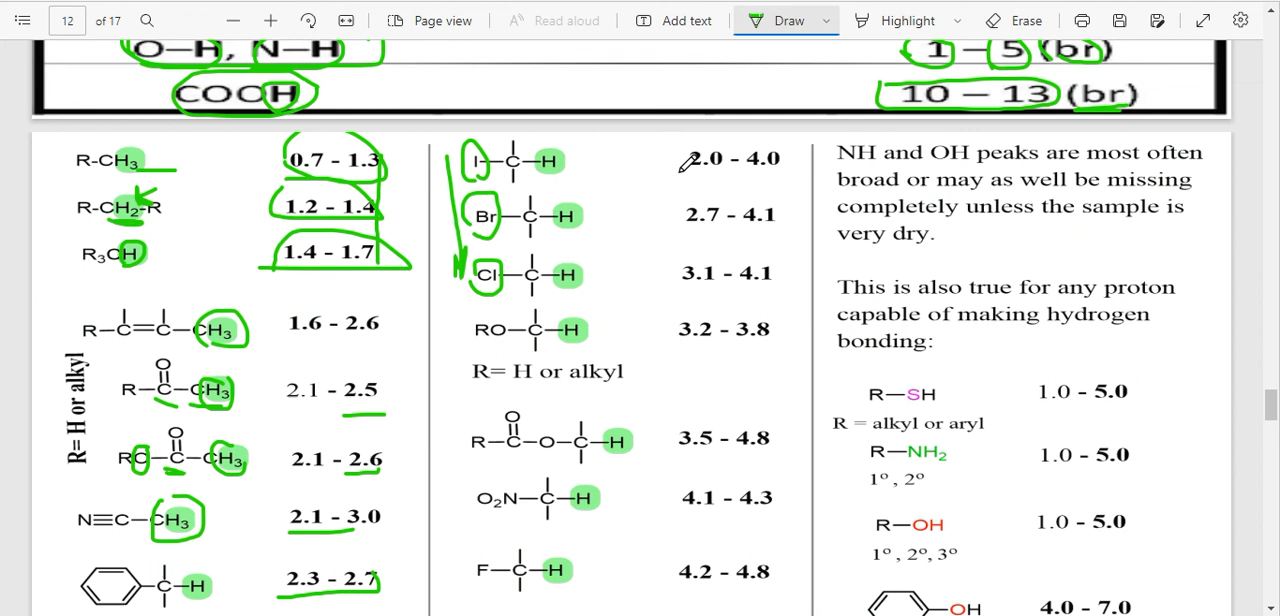 12 of 17 Page view Read aloud Add text Draw Highlight Erase
O–H, N–H 1 – 5 (br)
COOH 10 – 13 (br)
R-CH3 0.7 - 1.3
R-CH2-R 1.2 - 1.4
R3CH 1.4 - 1.7
R–C=C–CH3 1.6 - 2.6
R= H or alkyl
O
R–C–CH3 2.1 - 2.5
O
RO–C–CH3 2.1 - 2.6
N≡C–CH3 2.1 - 3.0
C–H 2.3 - 2.7
I–C–H 2.0 - 4.0
Br–C–H 2.7 - 4.1
Cl–C–H 3.1 - 4.1
RO–C–H 3.2 - 3.8
R= H or alkyl
O
R–C–O–C–H 3.5 - 4.8
O2N–C–H 4.1 - 4.3
F–C–H 4.2 - 4.8
NH and OH peaks are most often
broad or may as well be missing
completely unless the sample is
very dry.
This is also true for any proton
capable of making hydrogen
bonding:
R–SH 1.0 - 5.0
R = alkyl or aryl
R–NH2 1.0 - 5.0
1º , 2º
R–OH 1.0 - 5.0
1º , 2º, 3º
OH 4.0 - 7.0